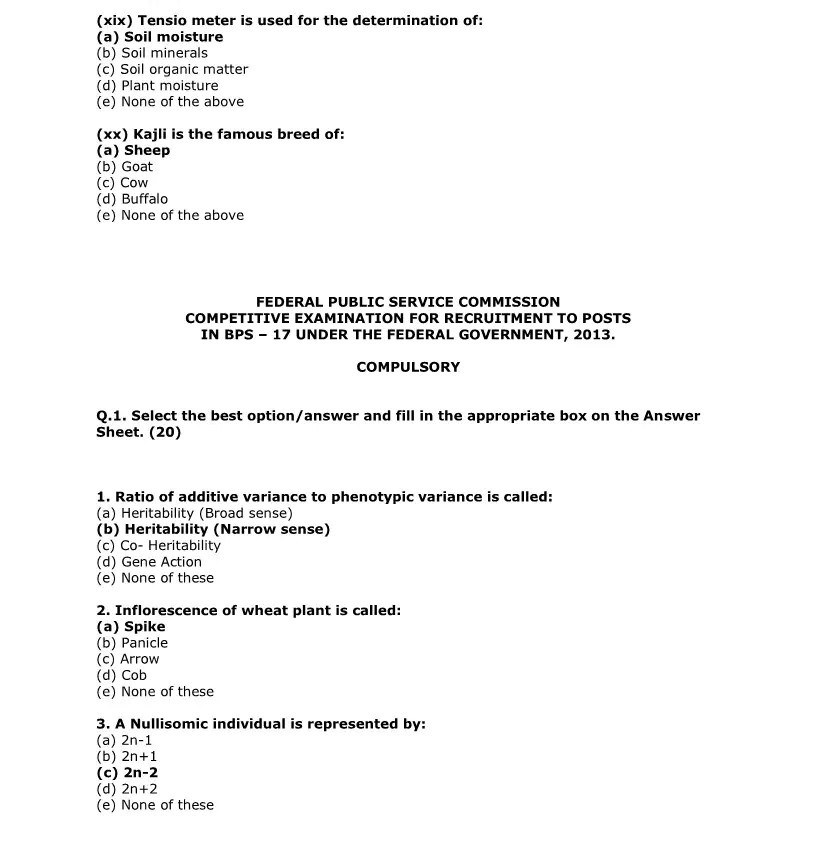 (xix) Tensio meter is used for the determination of:
(a) Soil moisture
(b) Soil minerals
(c) Soil organic matter
(d) Plant moisture
(e) None of the above
(xx) Kajli is the famous breed of:
(a) Sheep
(b) Goat
(c) Cow
(d) Buffalo
(e) None of the above
FEDERAL PUBLIC SERVICE COMMISSION
COMPETITIVE EXAMINATION FOR RECRUITMENT TO POSTS
IN BPS – 17 UNDER THE FEDERAL GOVERNMENT, 2013.
COMPULSORY
Q.1. Select the best option/answer and fill in the appropriate box on the Answer
Sheet. (20)
1. Ratio of additive variance to phenotypic variance is called:
(a) Heritability (Broad sense)
(b) Heritability (Narrow sense)
(c) Co- Heritability
(d) Gene Action
(e) None of these
2. Inflorescence of wheat plant is called:
(a) Spike
(b) Panicle
(c) Arrow
(d) Cob
(e) None of these
3. A Nullisomic individual is represented by:
(a) 2n-1
(b) 2n+1
(c) 2n-2
(d) 2n+2
(e) None of these